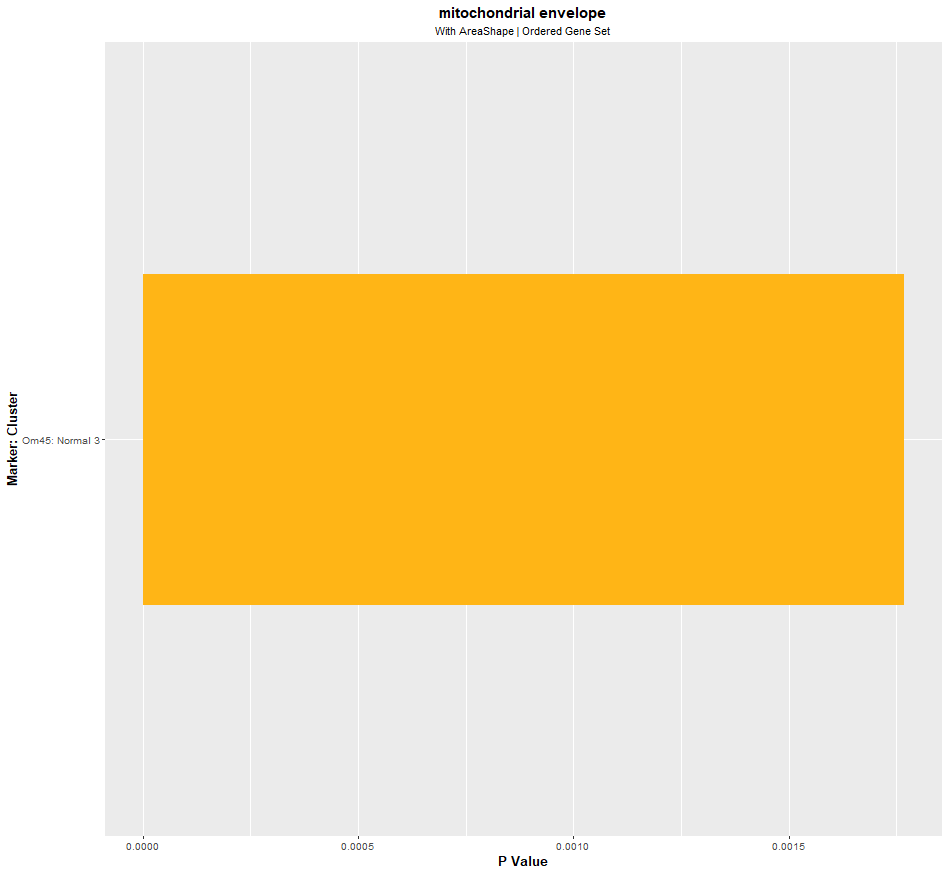 mitochondrial envelope
With AreaShape | Ordered Gene Set
Marker: Cluster
Om45: Normal 3
0.0000 0.0005 0.0010 0.0015
P Value